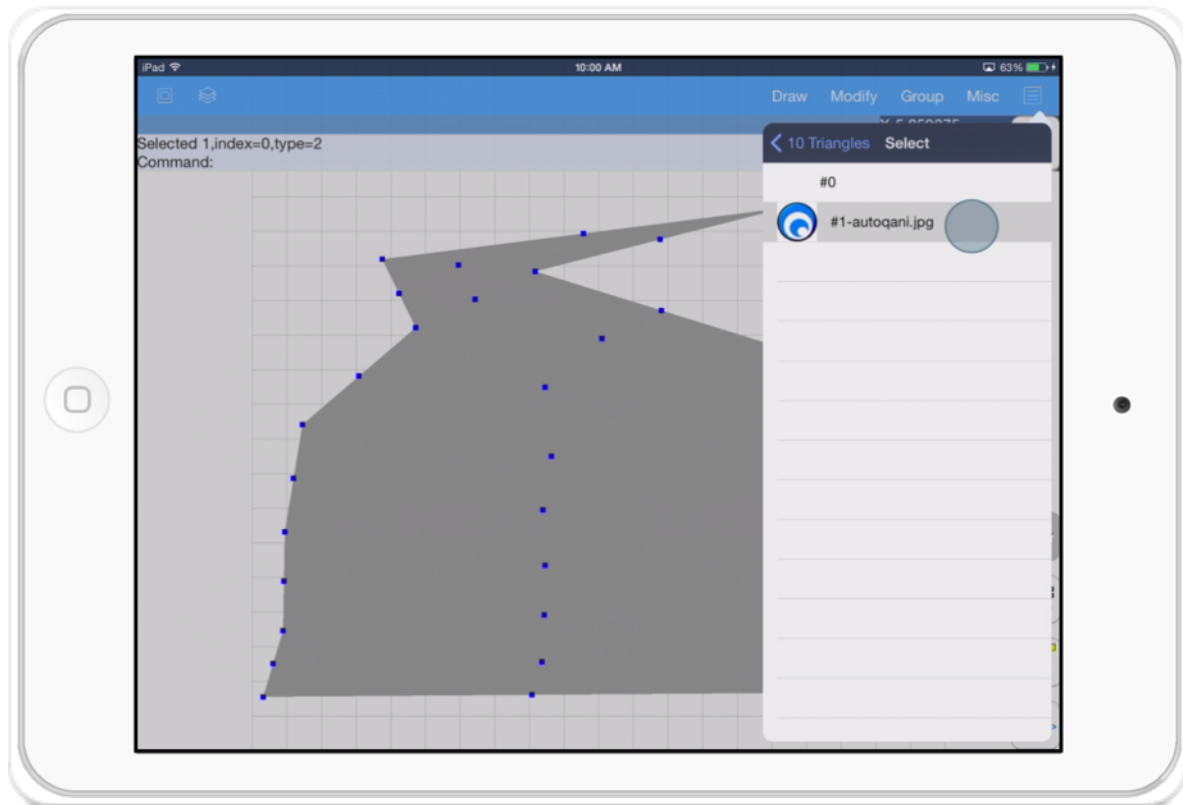 iPad
10:00 AM
63%
Draw Modify Group Misc
Selected 1,index=0,type=2
Command:
10 Triangles Select
#0
#1-autoqani.jpg